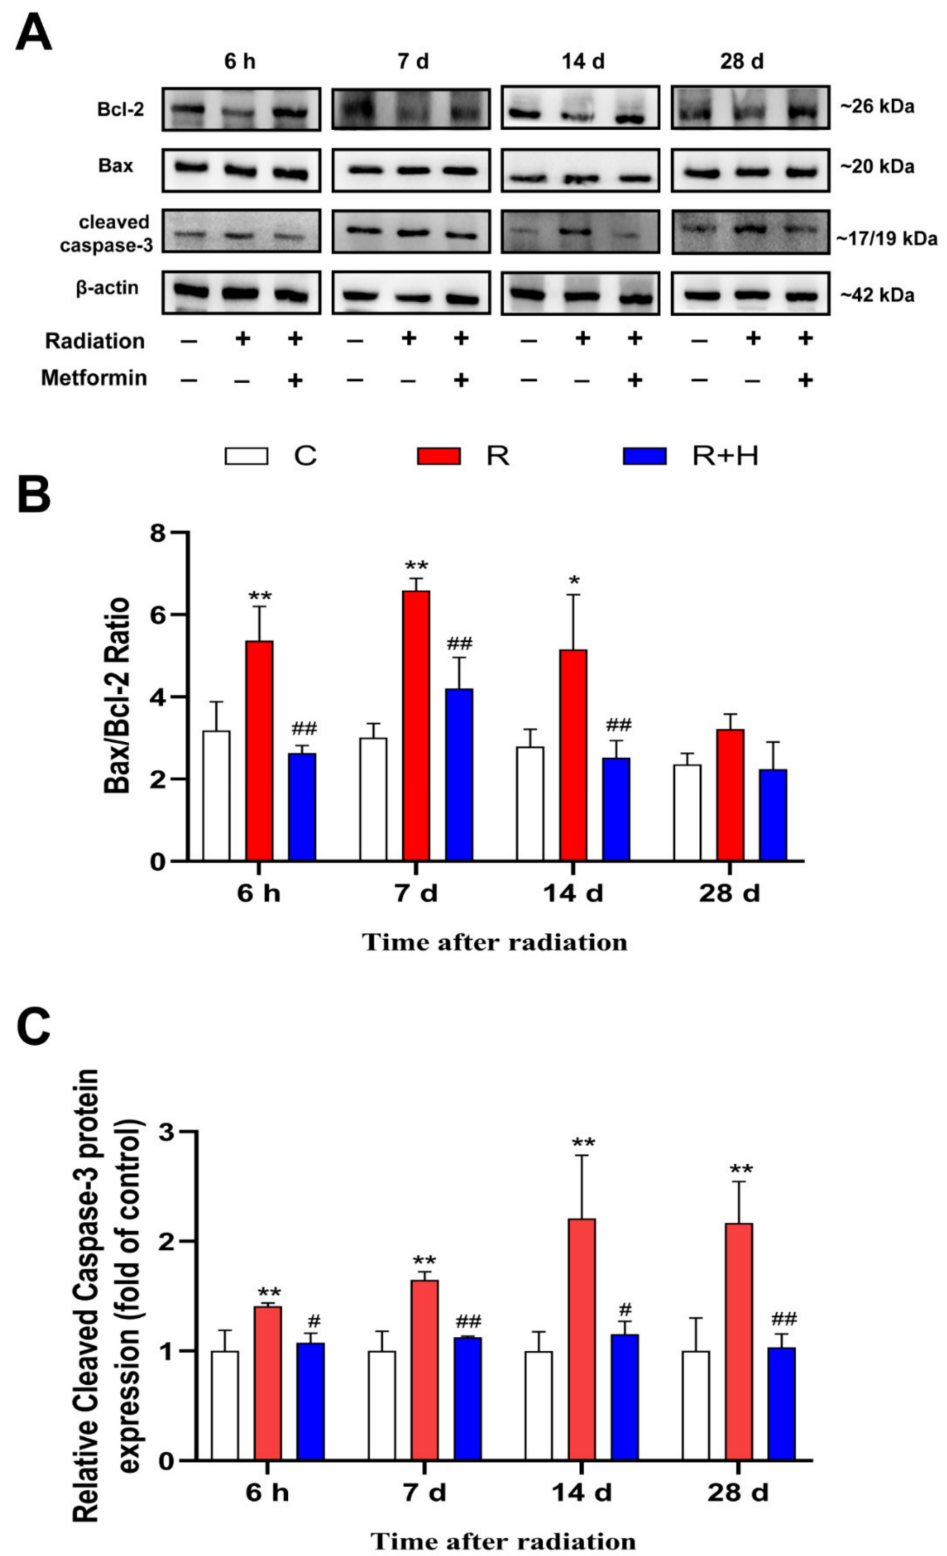 A
6 h 7 d 14 d 28 d
Bcl-2 ~26 kDa
Bax ~20 kDa
cleaved
caspase-3 ~17/19 kDa
β-actin ~42 kDa
Radiation − + + − + + − + + − + +
Metformin − − + − − + − − + − − +
C R R+H
B
Bax/Bcl-2 Ratio
8
6
4
2
0
** ## ** ## * ##
6 h 7 d 14 d 28 d
Time after radiation
C
Relative Cleaved Caspase-3 protein
expression (fold of control)
3
2
1
0
** # ** ## ** # ** ##
6 h 7 d 14 d 28 d
Time after radiation